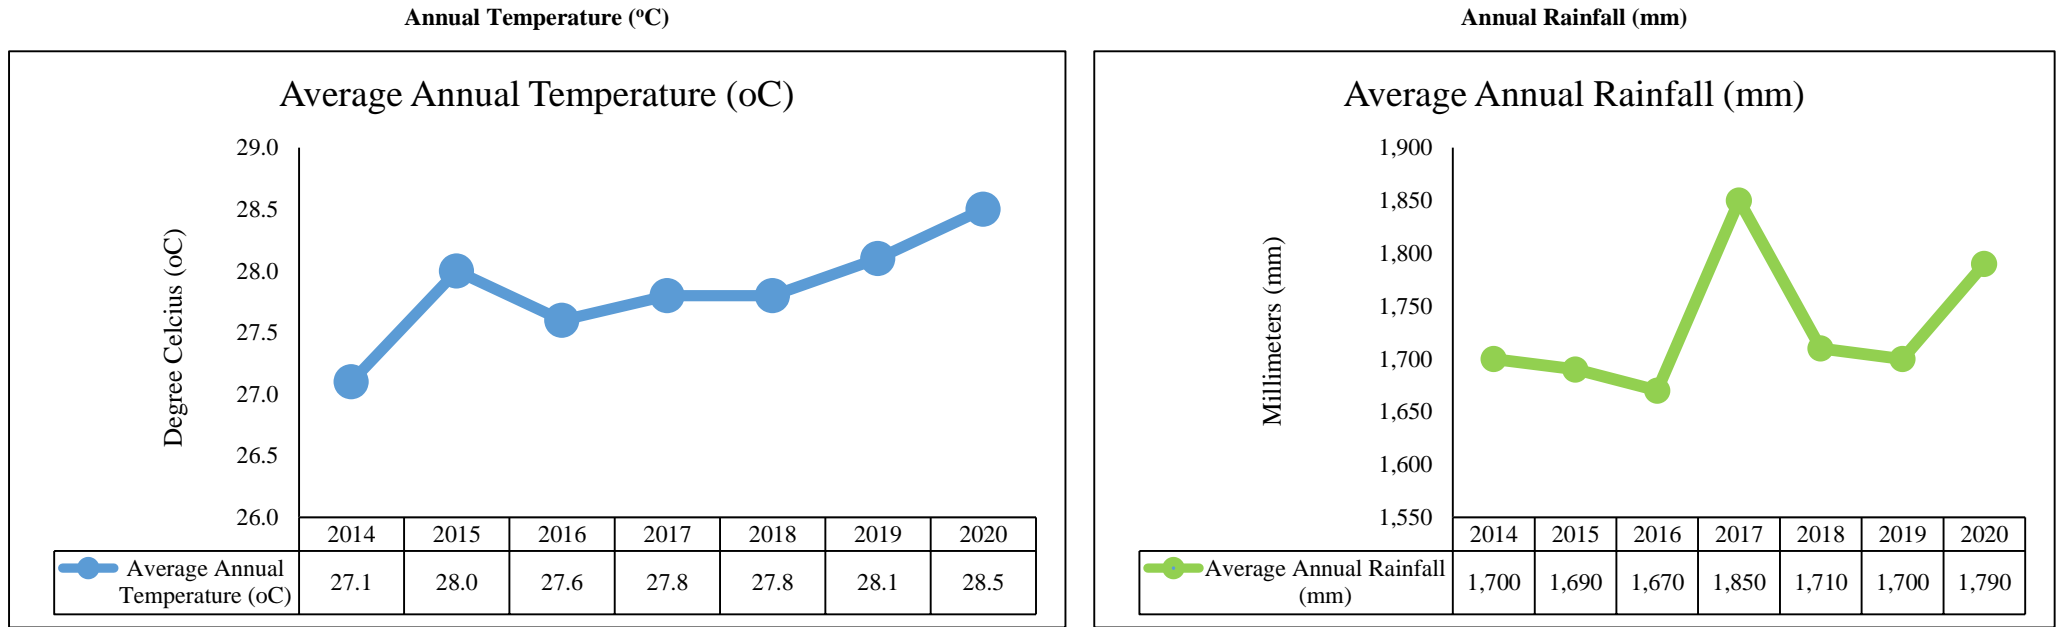 Annual Temperature (ºC)
Average Annual Temperature (oC)
Degree Celcius (oC)
29.0
28.5
28.0
27.5
27.0
26.5
26.0
2014 2015 2016 2017 2018 2019 2020
Average Annual
Temperature (oC)
27.1 28.0 27.6 27.8 27.8 28.1 28.5
Annual Rainfall (mm)
Average Annual Rainfall (mm)
Millimeters (mm)
1,900
1,850
1,800
1,750
1,700
1,650
1,600
1,550
2014 2015 2016 2017 2018 2019 2020
Average Annual Rainfall
(mm)
1,700 1,690 1,670 1,850 1,710 1,700 1,790